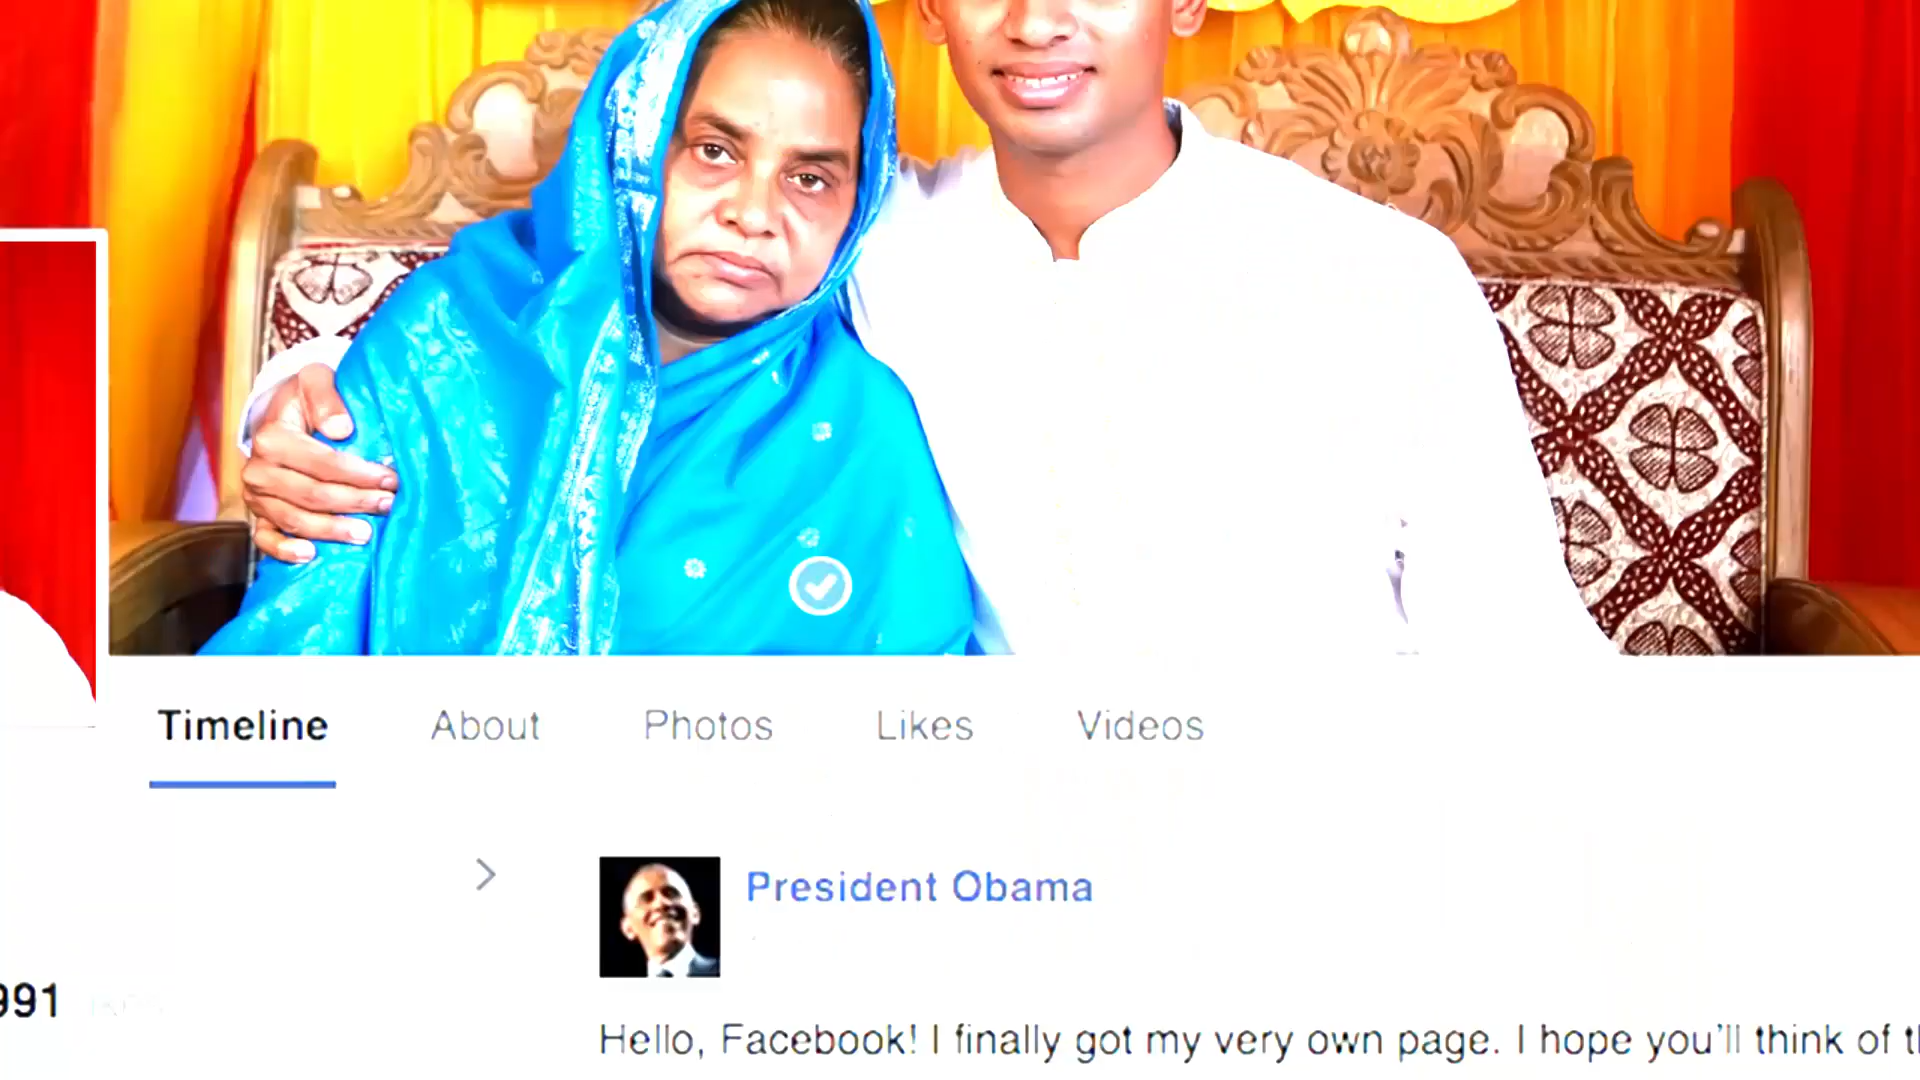 Timeline About Photos Likes Videos
President Obama
991
Hello, Facebook! I finally got my very own page. I hope you'll think of